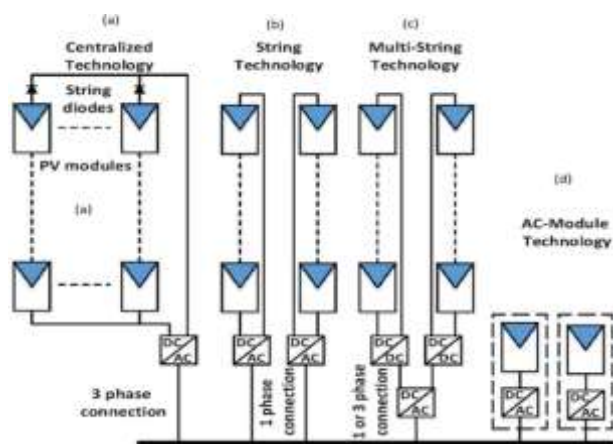 (a)
Centralized
Technology
String
diodes
PV modules
(a)
3 phase
connection
DC
AC
(b)
String
Technology
DC
AC
DC
AC
1 phase
connection
(c)
Multi-String
Technology
DC
DC
DC
DC
1 or 3 phase
connection
DC
AC
(d)
AC-Module
Technology
DC
AC
DC
AC